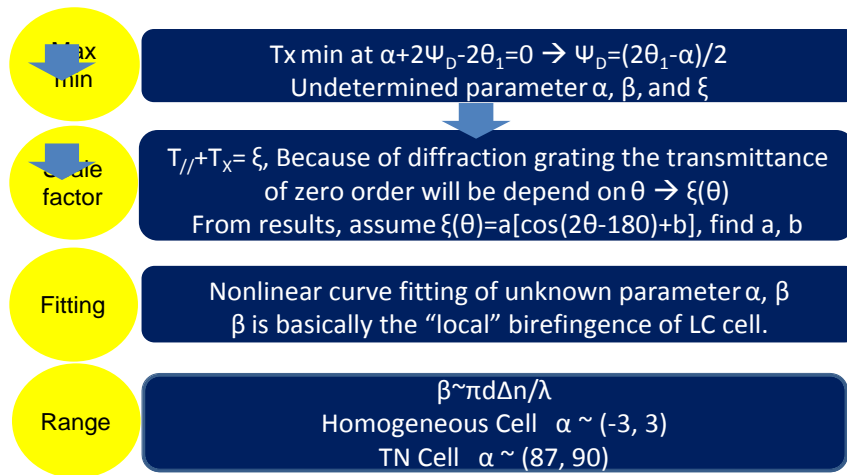 Max
min
Tx min at α+2Ψ_D-2θ₁=0 → Ψ_D=(2θ₁-α)/2
Undetermined parameter α, β, and ξ
factor
T_//+T_X= ξ, Because of diffraction grating the transmittance
of zero order will be depend on θ → ξ(θ)
From results, assume ξ(θ)=a[cos(2θ-180)+b], find a, b
Fitting
Nonlinear curve fitting of unknown parameter α, β
β is basically the “local” birefingence of LC cell.
Range
β~πdΔn/λ
Homogeneous Cell α ~ (-3, 3)
TN Cell α ~ (87, 90)